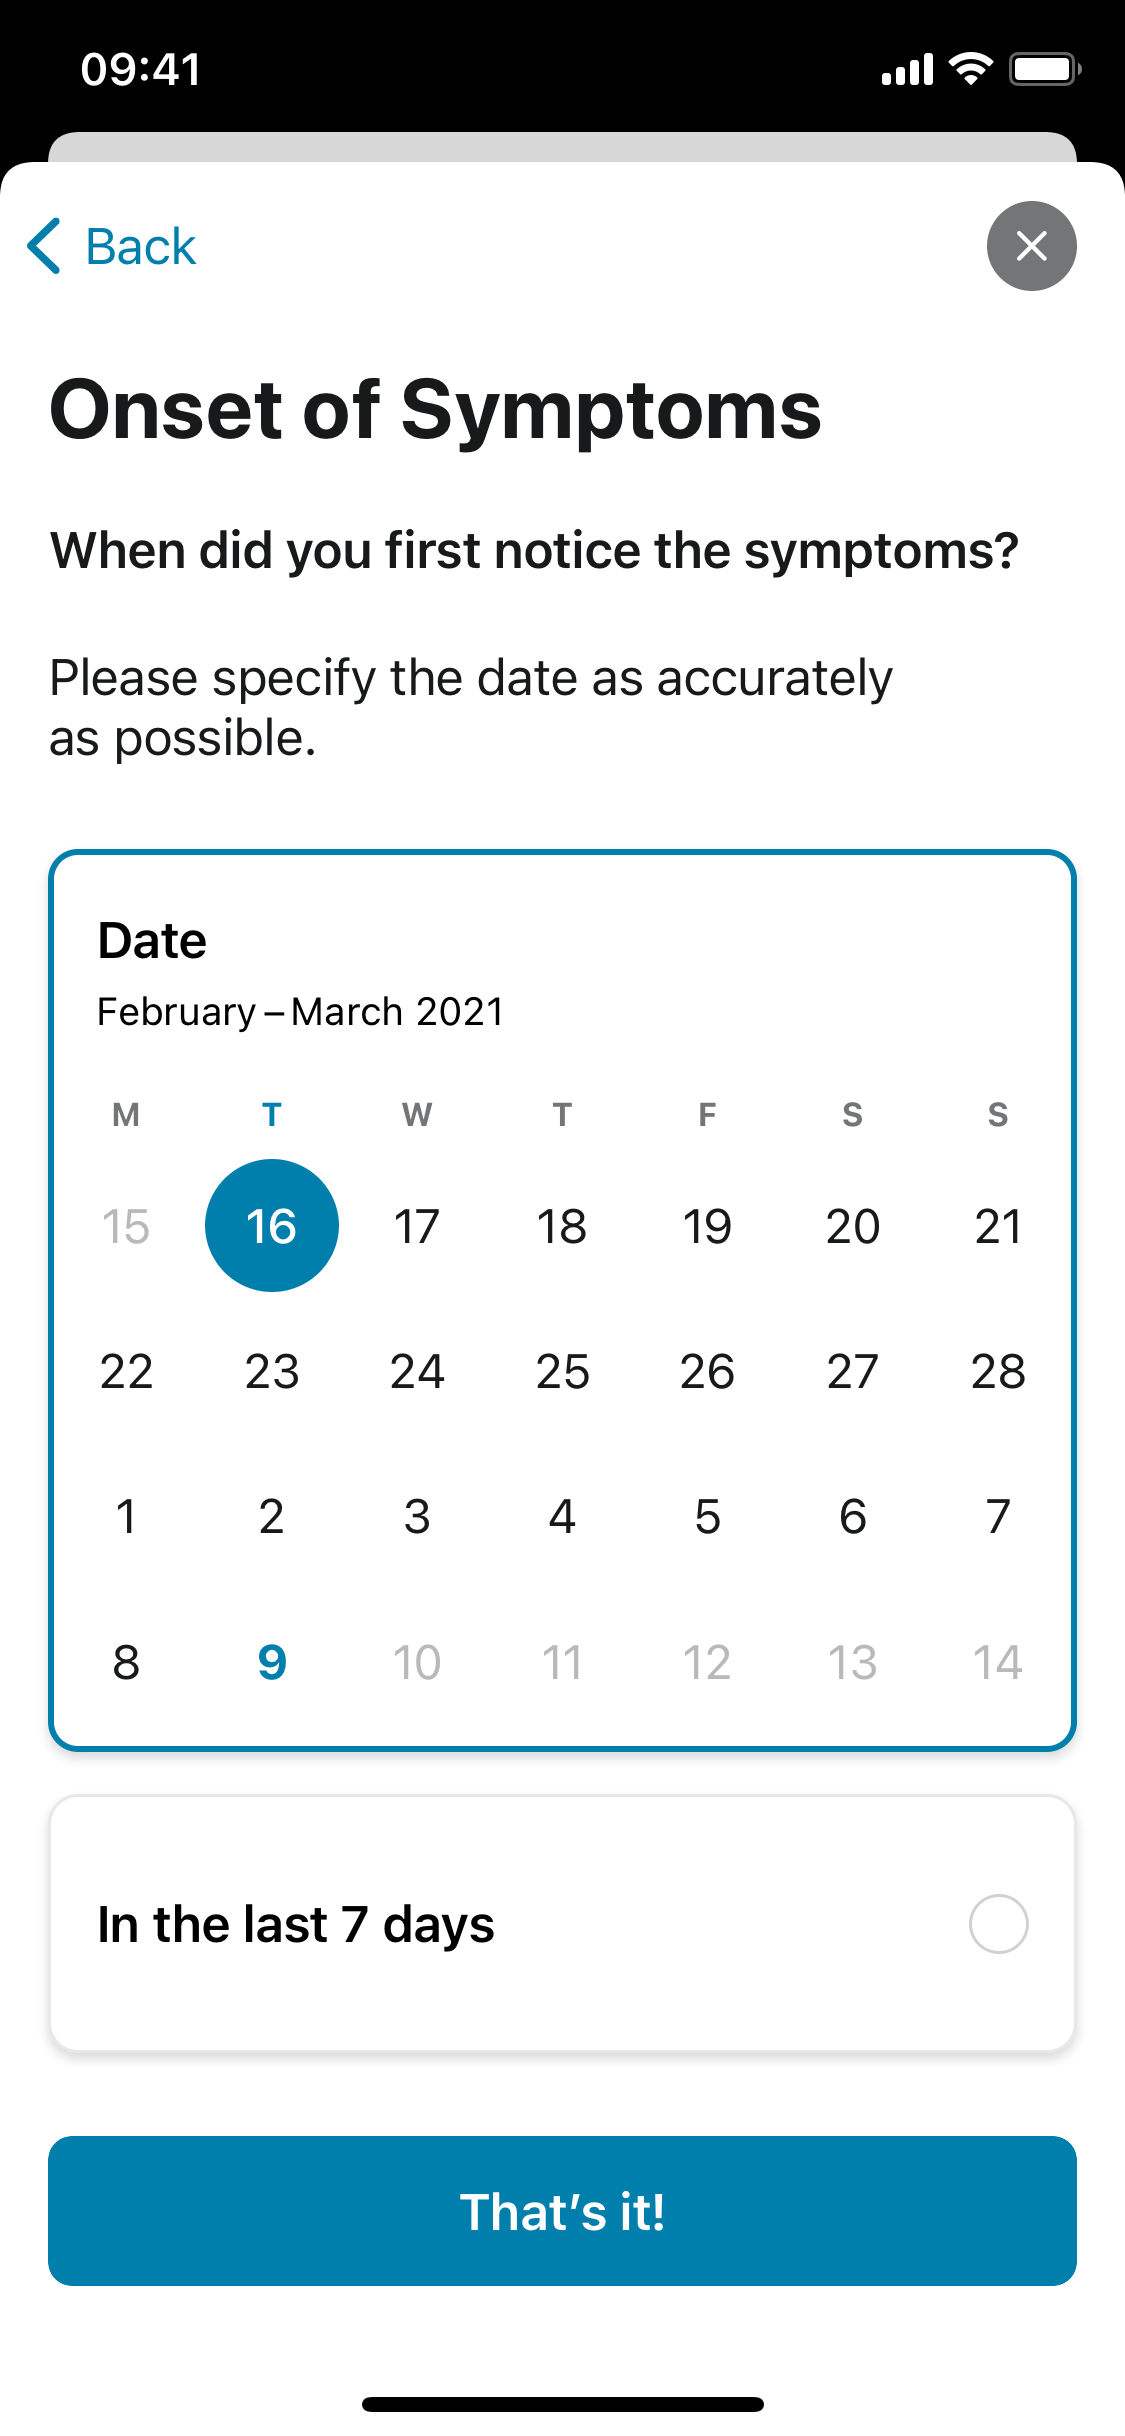 09:41
Back
Onset of Symptoms
When did you first notice the symptoms?
Please specify the date as accurately
as possible.
Date
February – March 2021
M T W T F S S
15 16 17 18 19 20 21
22 23 24 25 26 27 28
1 2 3 4 5 6 7
8 9 10 11 12 13 14
In the last 7 days
That’s it!